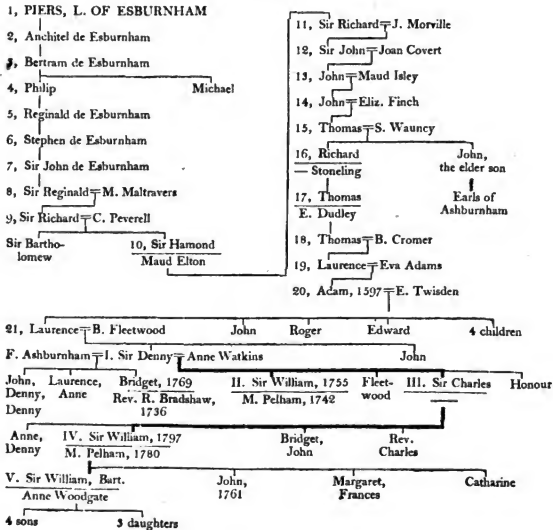 1, PIERS, L. OF ESBURNHAM
2, Anchitel de Esburnham
3, Bertram de Esburnham
4, Philip Michael
5, Reginald de Esburnham
6, Stephen de Esburnham
7, Sir John de Esburnham
8, Sir Reginald M. Maltravers
9, Sir Richard C. Peverell
Sir Bartho-
lomew
10, Sir Hamond
Maud Elton
11, Sir Richard J. Morville
12, Sir John Joan Covert
13, John Maud Isley
14, John Eliz. Finch
15, Thomas S. Wauncy
16, Richard
— Stoneling
John,
the elder son
17, Thomas
E. Dudley
Earls of
Ashburnham
18, Thomas B. Cromer
19, Laurence Eva Adams
20, Adam, 1597 E. Twisden
21, Laurence B. Fleetwood John Roger Edward 4 children
F. Ashburnham I. Sir Denny Anne Watkins John
John,
Denny,
Denny
Laurence,
Anne
Bridget, 1769
Rev. R. Bradshaw,
1736
II. Sir William, 1755
M. Pelham, 1742
Fleet-
wood
III. Sir Charles
Honour
Anne,
Denny
IV. Sir William, 1797
M. Pelham, 1780
Bridget,
John
Rev.
Charles
V. Sir William, Bart.
Anne Woodgate
John,
1761
Margaret,
Frances
Catharine
4 sons 3 daughters